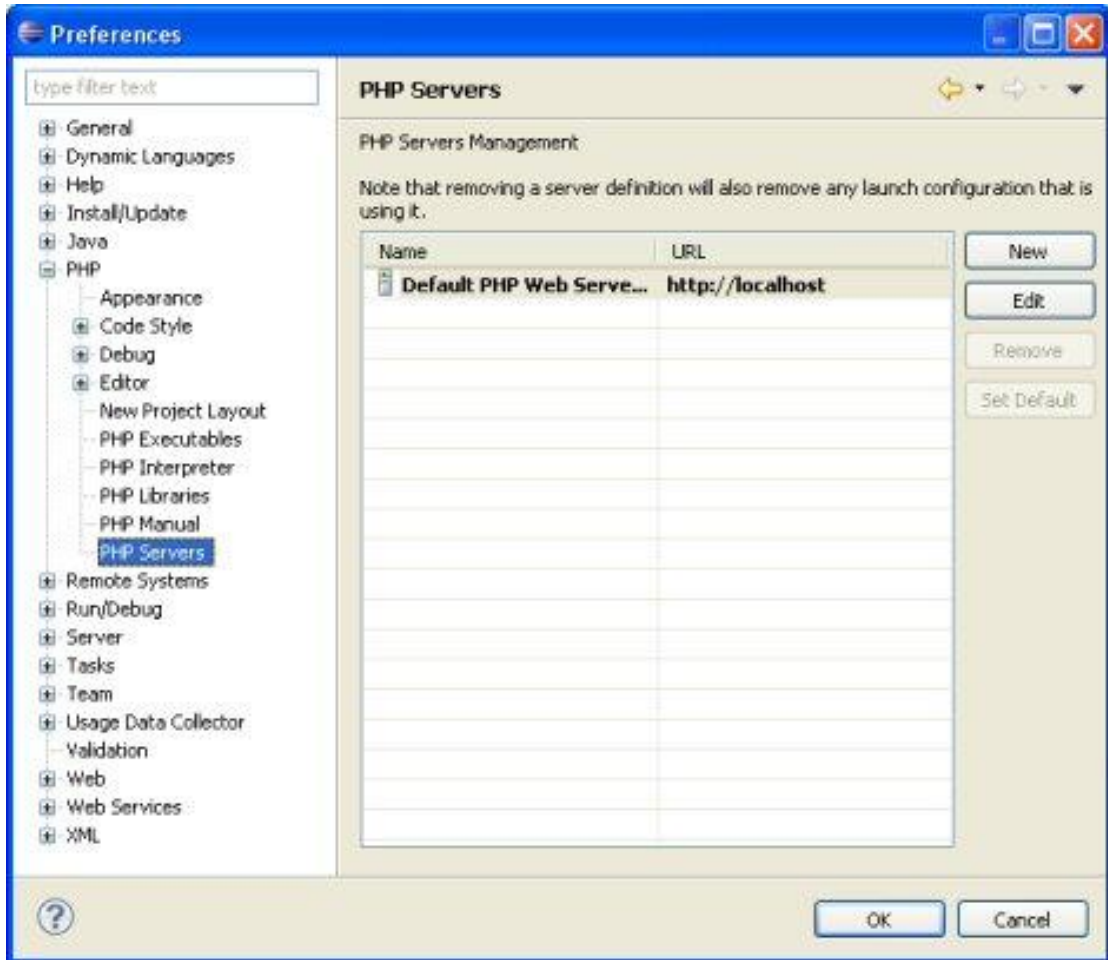 Preferences
type filter text
General
Dynamic Languages
Help
Install/Update
Java
PHP
Appearance
Code Style
Debug
Editor
New Project Layout
PHP Executables
PHP Interpreter
PHP Libraries
PHP Manual
PHP Servers
Remote Systems
Run/Debug
Server
Tasks
Team
Usage Data Collector
Validation
Web
Web Services
XML
PHP Servers
PHP Servers Management
Note that removing a server definition will also remove any launch configuration that is
using it.
Name URL
Default PHP Web Serve... http://localhost
New
Edit
Remove
Set Default
OK Cancel